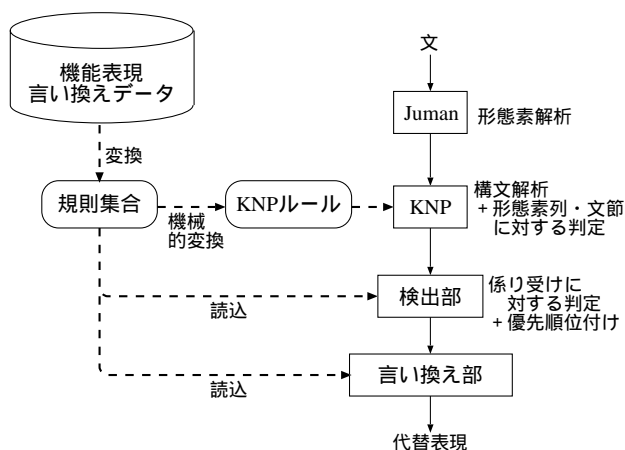 機能表現
言い換えデータ
変換
規則集合
機械
的変換
KNPルール
読込
読込
文
Juman
形態素解析
KNP
構文解析
+ 形態素列・文節
に対する判定
検出部
係り受けに
対する判定
+ 優先順位付け
言い換え部
代替表現